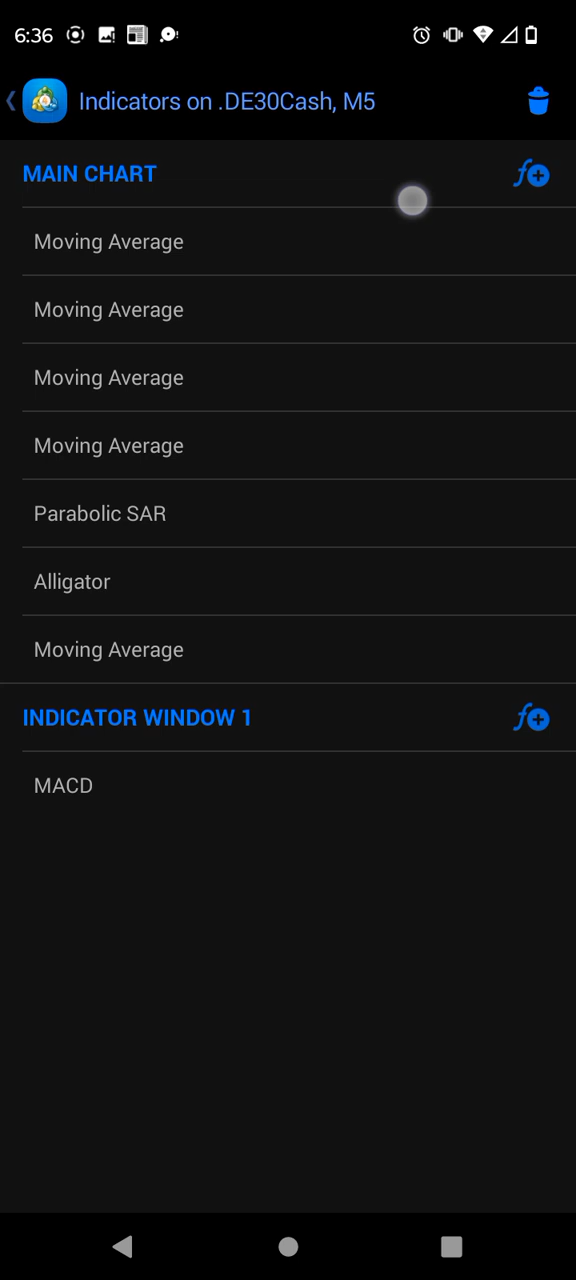 6:36
Indicators on .DE30Cash, M5
MAIN CHART
Moving Average
Moving Average
Moving Average
Moving Average
Parabolic SAR
Alligator
Moving Average
INDICATOR WINDOW 1
MACD